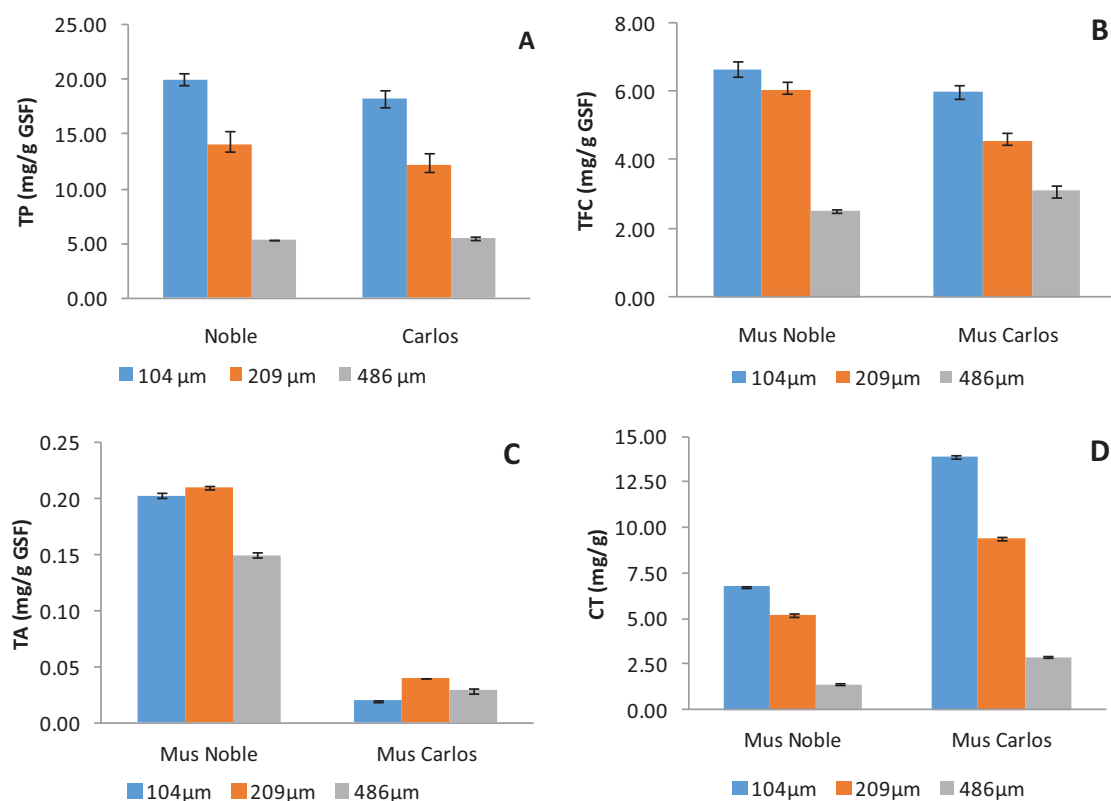 A
TP (mg/g GSF)
25.00
20.00
15.00
10.00
5.00
0.00
Noble Carlos
104 µm 209 µm 486 µm
B
TFC (mg/g GSF)
8.00
6.00
4.00
2.00
0.00
Mus Noble Mus Carlos
104µm 209µm 486µm
C
TA (mg/g GSF)
0.25
0.20
0.15
0.10
0.05
0.00
Mus Noble Mus Carlos
104µm 209µm 486µm
D
CT (mg/g)
15.00
12.50
10.00
7.50
5.00
2.50
0.00
Mus Noble Mus Carlos
104µm 209µm 486µm